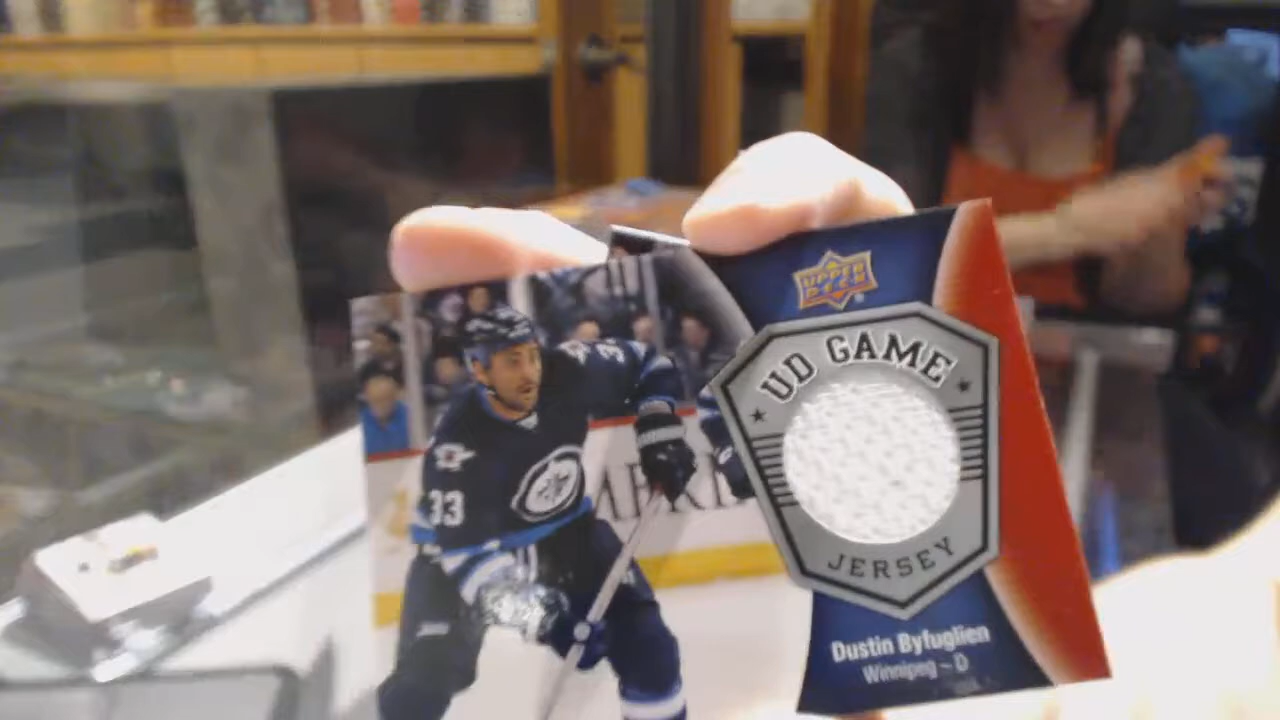 UPPER
DECK
UD GAME
JERSEY
33
Dustin Byfuglien
Winnipeg ~ D